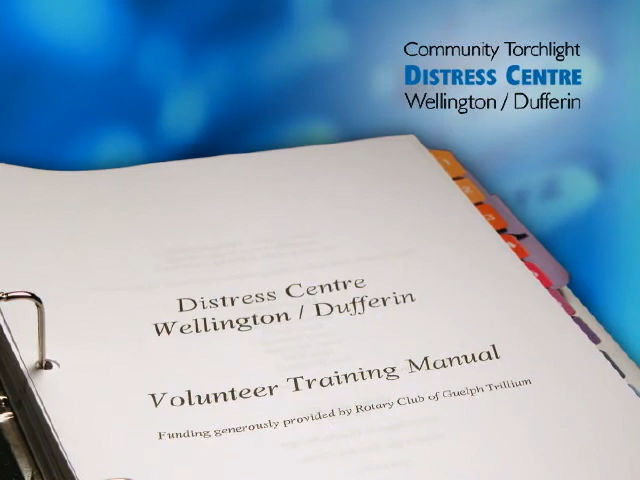 Community Torchlight
DISTRESS CENTRE
Wellington / Dufferin
Distress Centre
Wellington / Dufferin
Volunteer Training Manual
Funding generously provided by Rotary Club of Guelph Trillium